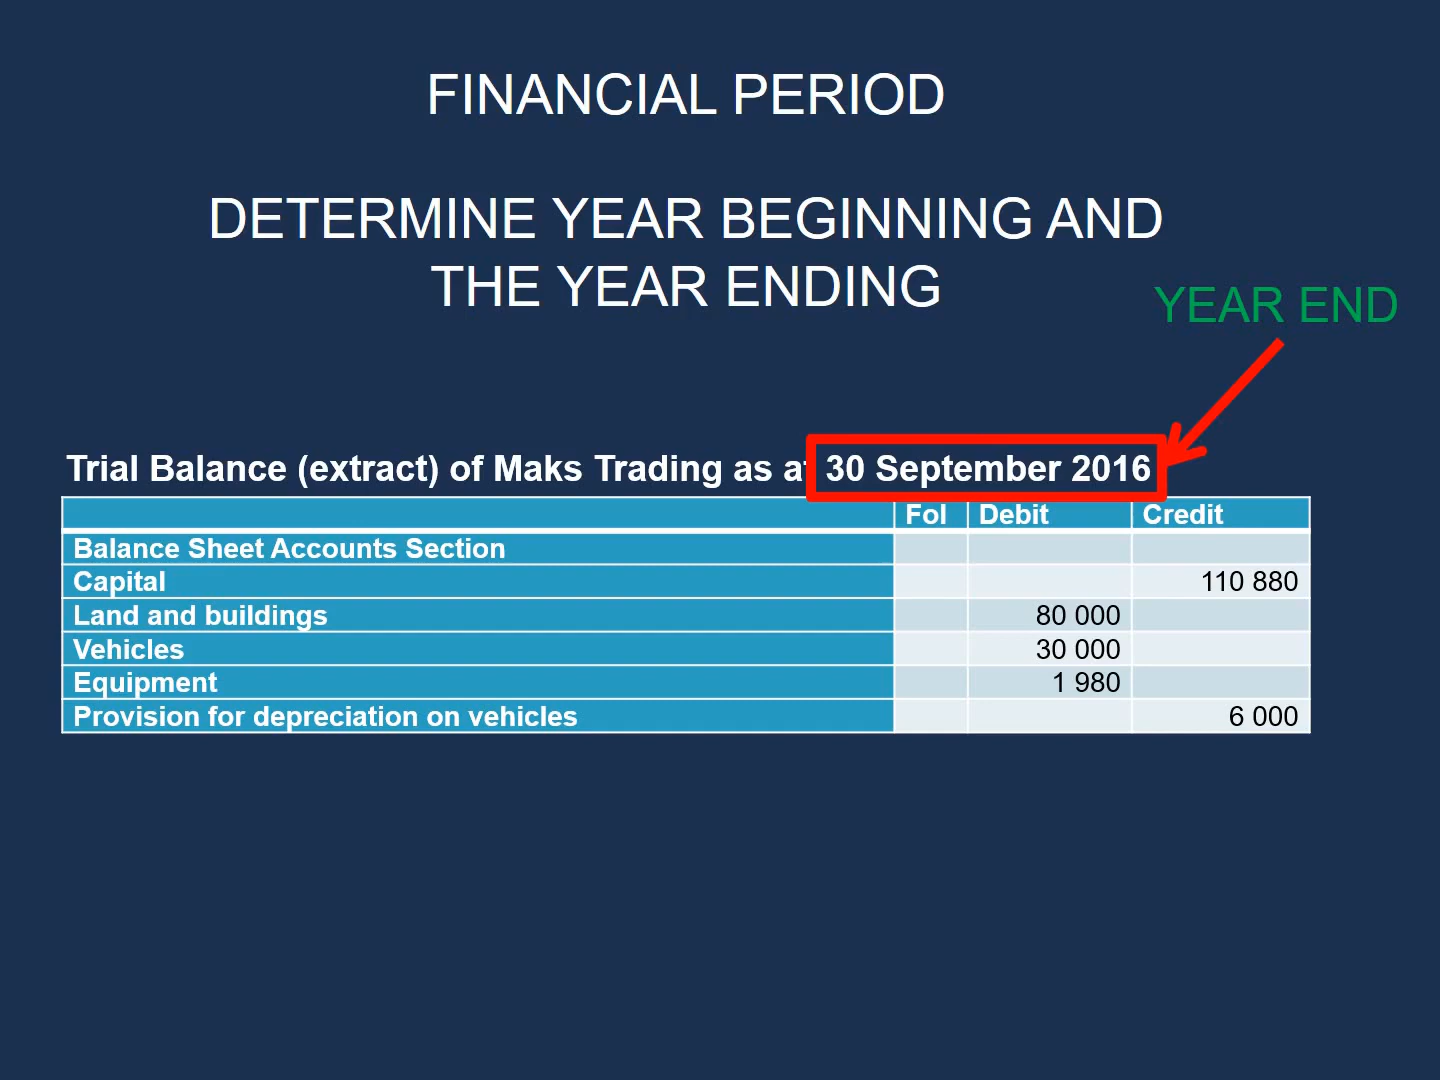 FINANCIAL PERIOD
DETERMINE YEAR BEGINNING AND
THE YEAR ENDING
YEAR END
Trial Balance (extract) of Maks Trading as at 30 September 2016
Fol Debit Credit
Balance Sheet Accounts Section
Capital 110 880
Land and buildings 80 000
Vehicles 30 000
Equipment 1 980
Provision for depreciation on vehicles 6 000